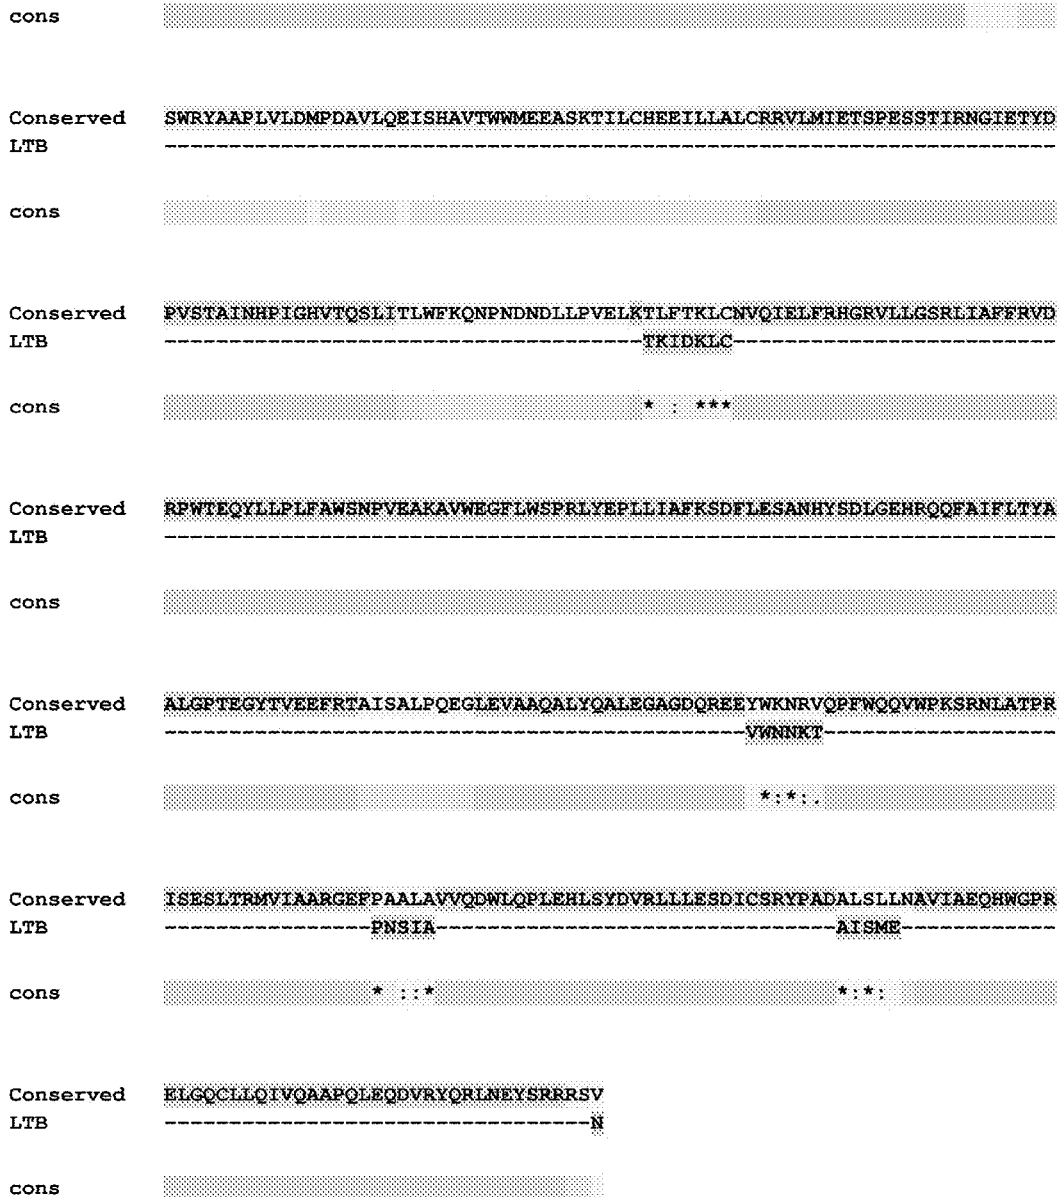 cons
Conserved SWRYAAPLVLDMPDAVLQEISHAVTWWMEEASKTILCHEEILLALCRRVLMIETSPESSTIRNGIETYD
LTB ---------------------------------------------------------------------
cons
Conserved PVSTAINHPIGHVTQSLITLWFKQNPNDNDLLPVELKTLFTKLCNVQIELFRHGRVLLGSRLIAFFRVD
LTB -------------------------------------TKIDKLC-------------------------
cons * : ***
Conserved RPWTEQYLLPLFAWSNPVEAKAVWEGFLWSPRLYEPLLIAFKSDFLESANHYSDLGEHRQQFAIFLTYA
LTB ---------------------------------------------------------------------
cons
Conserved ALGPTEGYTVEEFRTAISALPQEGLEVAAQALYQALEGAGDQREEYWKNRVQPFWQQVWPKSRNLATPR
LTB ---------------------------------------------VWNNKT------------------
cons *:*:.
Conserved ISESLTRMVIAARGEFPAALAVVQDWLQPLEHLSYDVRLLLESDICSRYPADALSLLNAVIAEQHWGPR
LTB ----------------PNSIA-------------------------------AISME------------
cons * ::* *:*:
Conserved ELGQCLLQIVQAAPQLEQDVRYQRLNEYSRRRSV
LTB ---------------------------------N
cons